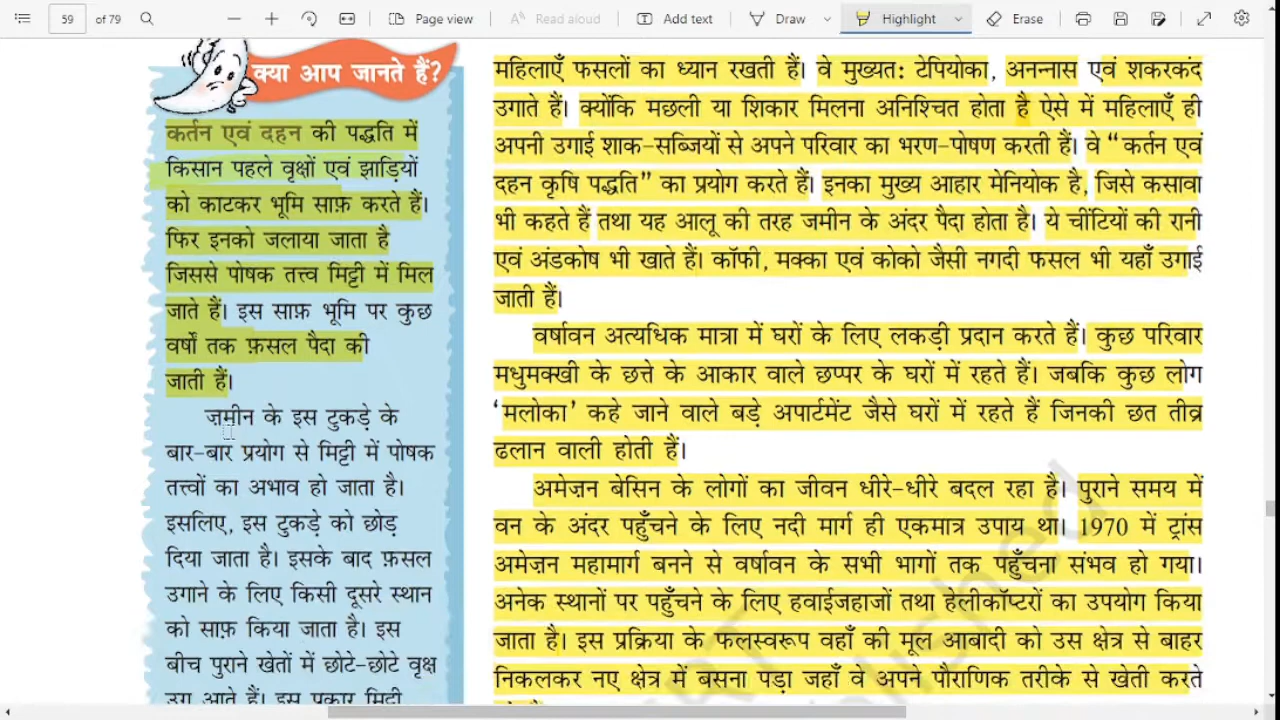 59
of 79
Page view
Read aloud
Add text
Draw
Highlight
Erase
क्या आप जानते हैं?
कर्तन एवं दहन की पद्धति में
किसान पहले वृक्षों एवं झाड़ियों
को काटकर भूमि साफ़ करते हैं।
फिर इनको जलाया जाता है
जिससे पोषक तत्त्व मिट्टी में मिल
जाते हैं। इस साफ़ भूमि पर कुछ
वर्षों तक फ़सल पैदा की
जाती हैं।
ज़मीन के इस टुकड़े के
बार-बार प्रयोग से मिट्टी में पोषक
तत्त्वों का अभाव हो जाता है।
इसलिए, इस टुकड़े को छोड़
दिया जाता है। इसके बाद फ़सल
उगाने के लिए किसी दूसरे स्थान
को साफ़ किया जाता है। इस
बीच पुराने खेतों में छोटे-छोटे वृक्ष
उग आते हैं। इस प्रकार मिट्टी
महिलाएँ फसलों का ध्यान रखती हैं। वे मुख्यत: टेपियोका, अनन्नास एवं शकरकंद
उगाते हैं। क्योंकि मछली या शिकार मिलना अनिश्चित होता है ऐसे में महिलाएँ ही
अपनी उगाई शाक-सब्जियों से अपने परिवार का भरण-पोषण करती हैं। वे “कर्तन एवं
दहन कृषि पद्धति” का प्रयोग करते हैं। इनका मुख्य आहार मेनियोक है, जिसे कसावा
भी कहते हैं तथा यह आलू की तरह जमीन के अंदर पैदा होता है। ये चींटियों की रानी
एवं अंडकोष भी खाते हैं। कॉफी, मक्का एवं कोको जैसी नगदी फसल भी यहाँ उगाई
जाती हैं।
वर्षावन अत्यधिक मात्रा में घरों के लिए लकड़ी प्रदान करते हैं। कुछ परिवार
मधुमक्खी के छत्ते के आकार वाले छप्पर के घरों में रहते हैं। जबकि कुछ लोग
‘मलोका’ कहे जाने वाले बड़े अपार्टमेंट जैसे घरों में रहते हैं जिनकी छत तीव्र
ढलान वाली होती हैं।
अमेज़न बेसिन के लोगों का जीवन धीरे-धीरे बदल रहा है। पुराने समय में
वन के अंदर पहुँचने के लिए नदी मार्ग ही एकमात्र उपाय था। 1970 में ट्रांस
अमेज़न महामार्ग बनने से वर्षावन के सभी भागों तक पहुँचना संभव हो गया।
अनेक स्थानों पर पहुँचने के लिए हवाईजहाजों तथा हेलीकॉप्टरों का उपयोग किया
जाता है। इस प्रक्रिया के फलस्वरूप वहाँ की मूल आबादी को उस क्षेत्र से बाहर
निकलकर नए क्षेत्र में बसना पड़ा जहाँ वे अपने पौराणिक तरीके से खेती करते